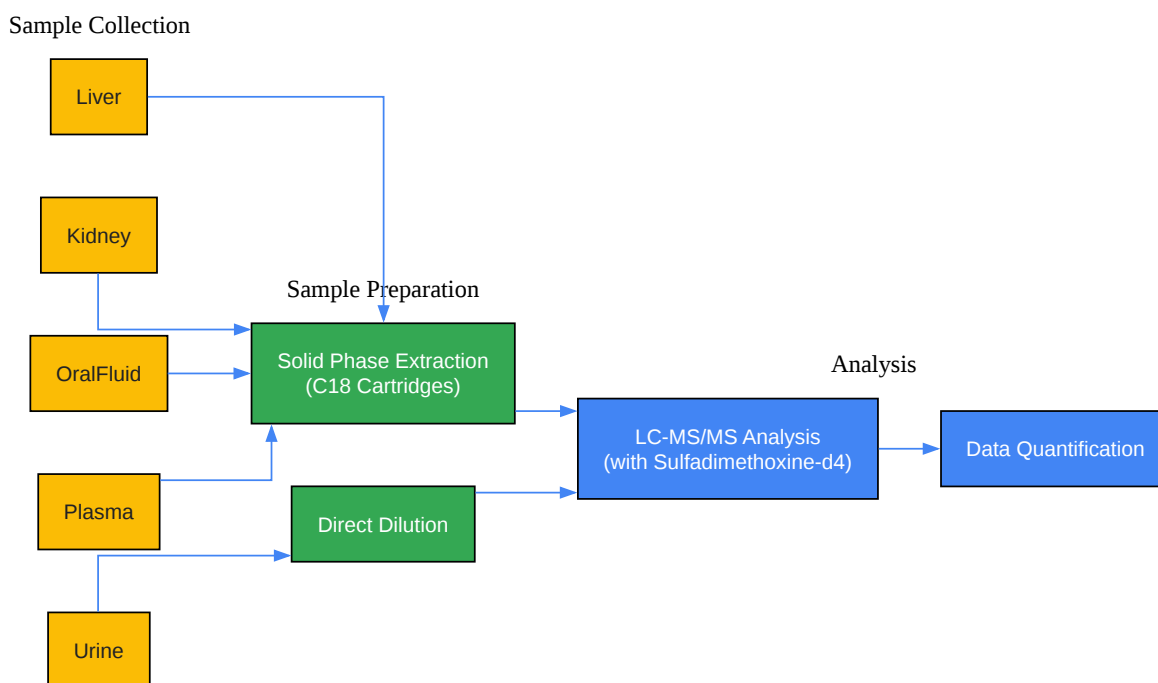 Sample Collection
Liver
Kidney
OralFluid
Plasma
Urine
Sample Preparation
Solid Phase Extraction
(C18 Cartridges)
Direct Dilution
Analysis
LC-MS/MS Analysis
(with Sulfadimethoxine-d4)
Data Quantification